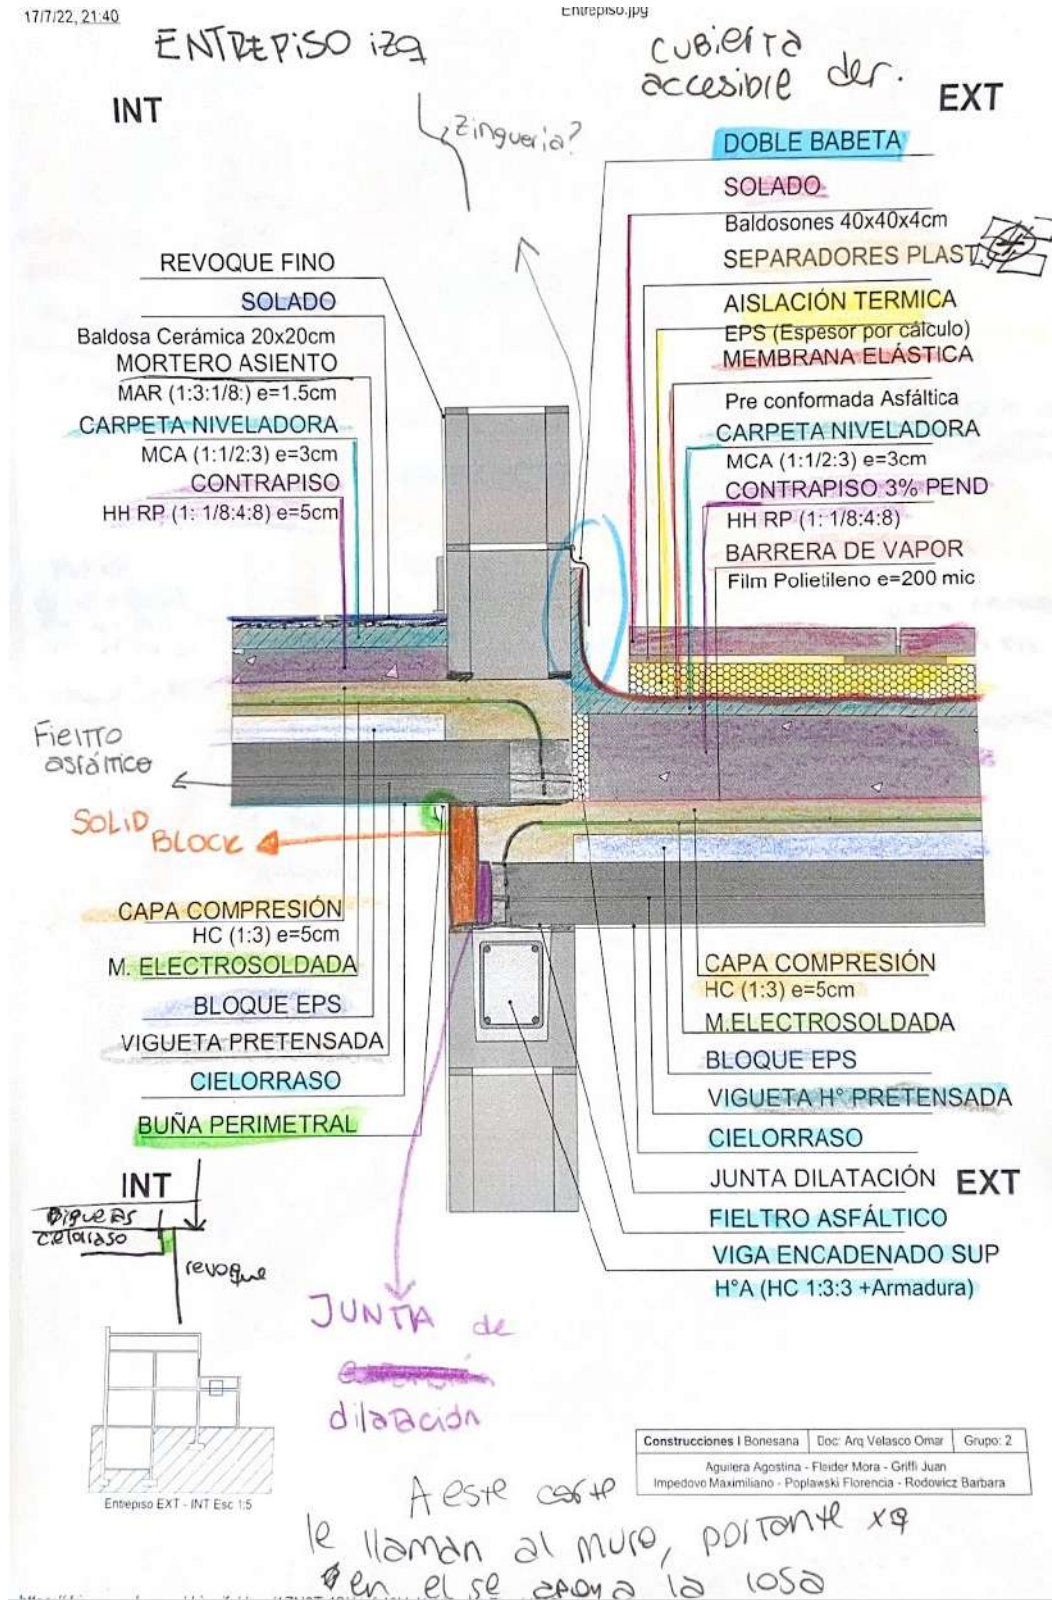 17/7/22, 21:40
Entrepiso.jpg
ENTREPISO izq
cubierta
accesible der.
INT
EXT
¿Zingueria?
DOBLE BABETA
SOLADO
Baldosones 40x40x4cm
SEPARADORES PLAST.
AISLACIÓN TERMICA
EPS (Espesor por cálculo)
MEMBRANA ELÁSTICA
Pre conformada Asfáltica
CARPETA NIVELADORA
MCA (1:1/2:3) e=3cm
CONTRAPISO 3% PEND
HH RP (1: 1/8:4:8)
BARRERA DE VAPOR
Film Polietileno e=200 mic
REVOQUE FINO
SOLADO
Baldosa Cerámica 20x20cm
MORTERO ASIENTO
MAR (1:3:1/8:) e=1.5cm
CARPETA NIVELADORA
MCA (1:1/2:3) e=3cm
CONTRAPISO
HH RP (1: 1/8:4:8) e=5cm
Fieltro
asfáltico
SOLID
BLOCK
CAPA COMPRESIÓN
HC (1:3) e=5cm
M. ELECTROSOLDADA
BLOQUE EPS
VIGUETA PRETENSADA
CIELORRASO
BUÑA PERIMETRAL
CAPA COMPRESIÓN
HC (1:3) e=5cm
M.ELECTROSOLDADA
BLOQUE EPS
VIGUETA Hº PRETENSADA
CIELORRASO
JUNTA DILATACIÓN
EXT
FIELTRO ASFÁLTICO
VIGA ENCADENADO SUP
H°A (HC 1:3:3 +Armadura)
INT
cielorraso
revoque
JUNTA de
dilatación
Entrepiso EXT - INT Esc 1:5
Construcciones I Bonesana
Doc: Arq Velasco Omar
Grupo: 2
Aguilera Agostina - Fleider Mora - Griffi Juan
Impedovo Maximiliano - Poplawski Florencia - Rodowicz Barbara
A este corte
le llaman al muro, portante xq
en el se apoya la losa